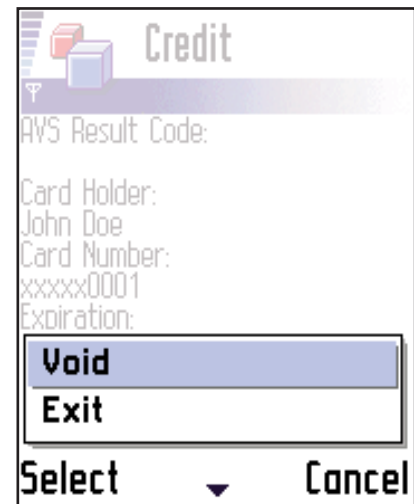 Credit
AVS Result Code:
Card Holder:
John Doe
Card Number:
xxxxx0001
Expiration:
Void
Exit
Select Cancel